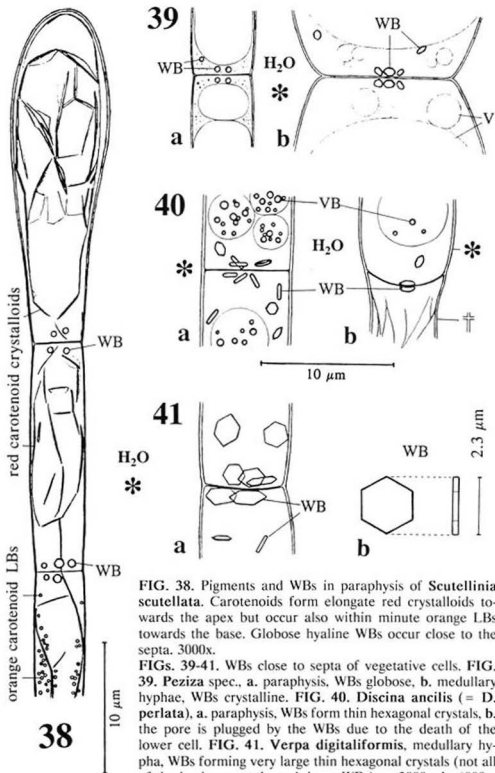 39
WB
WB
H₂O
*
a
b
V
40
VB
H₂O
*
*
WB
a
b
✝
10 μm
red carotenoid crystalloids
WB
41
H₂O
*
WB
a
WB
b
2.3 μm
WB
orange carotenoid LBs
38
10 μm
FIG. 38. Pigments and WBs in paraphysis of Scutellinia
scutellata. Carotenoids form elongate red crystalloids to-
wards the apex but occur also within minute orange LBs
towards the base. Globose hyaline WBs occur close to the
septa. 3000x.
FIGs. 39-41. WBs close to septa of vegetative cells. FIG.
39. Peziza spec., a. paraphysis, WBs globose, b. medullary
hyphae, WBs crystalline. FIG. 40. Discina ancilis (= D.
perlata), a. paraphysis, WBs form thin hexagonal crystals, b.
the pore is plugged by the WBs due to the death of the
lower cell. FIG. 41. Verpa digitaliformis, medullary hy-
pha, WBs forming very large thin hexagonal crystals (not all